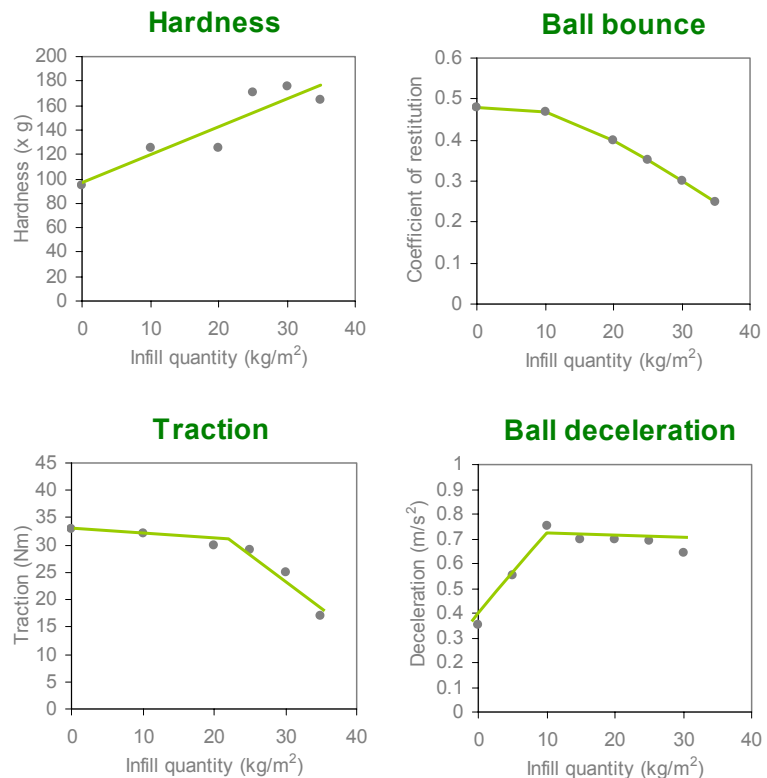 Hardness
Hardness (x g)
200
180
160
140
120
100
80
60
40
20
0
0 10 20 30 40
Infill quantity (kg/m²)
Ball bounce
Coefficient of restitution
0.6
0.5
0.4
0.3
0.2
0.1
0
0 10 20 30 40
Infill quantity (kg/m²)
Traction
Traction (Nm)
45
40
35
30
25
20
15
10
5
0
0 10 20 30 40
Infill quantity (kg/m²)
Ball deceleration
Deceleration (m/s²)
1
0.9
0.8
0.7
0.6
0.5
0.4
0.3
0.2
0.1
0
0 10 20 30 40
Infill quantity (kg/m²)